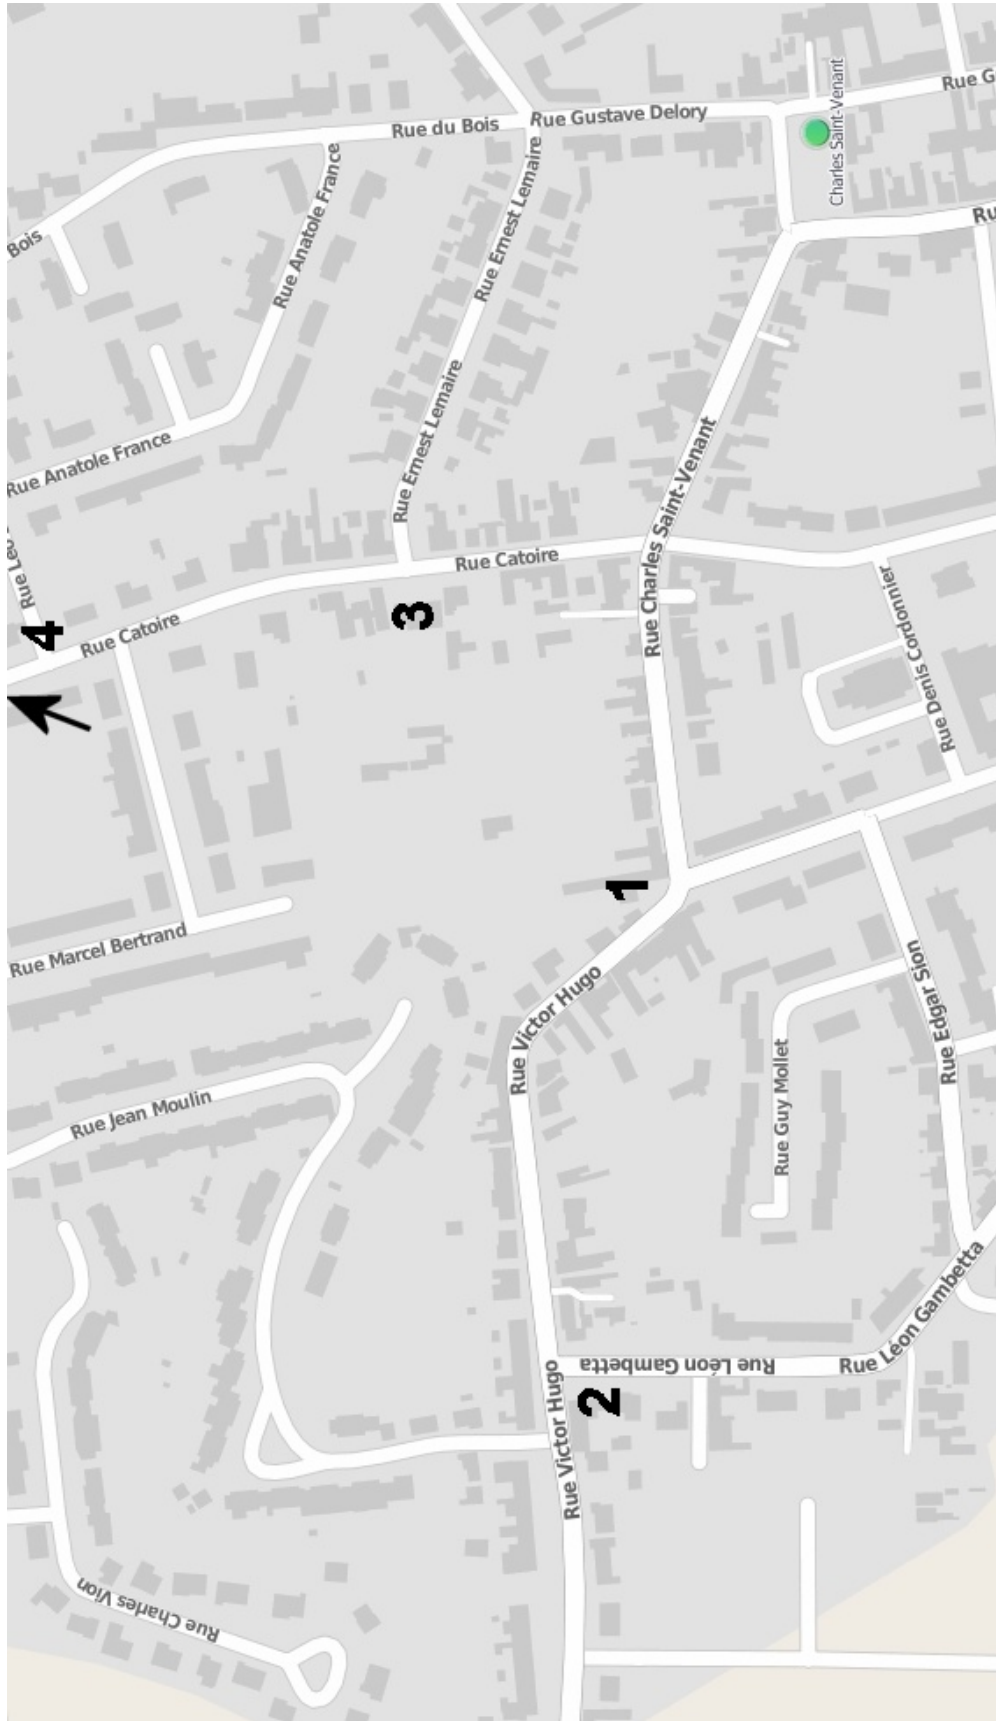 Rue du Bois
Rue Gustave Delory
Rue G
Charles Saint-Venant
Bois
Rue Anatole France
Rue Ernest Lemaire
Rue Ernest Lemaire
Ru
Rue Anatole France
Rue Ernest Lemaire
Rue Charles Saint-Venant
Rue Catoire
Rue Charles Saint-Venant
4
Rue Catoire
3
Rue Denis Cordonnier
1
Rue Marcel Bertrand
Rue Victor Hugo
Rue Edgar Sion
Rue Jean Moulin
Rue Guy Mollet
2
Rue Léon Gambetta
Rue Léon Gambetta
Rue Victor Hugo
Rue Charles Vion